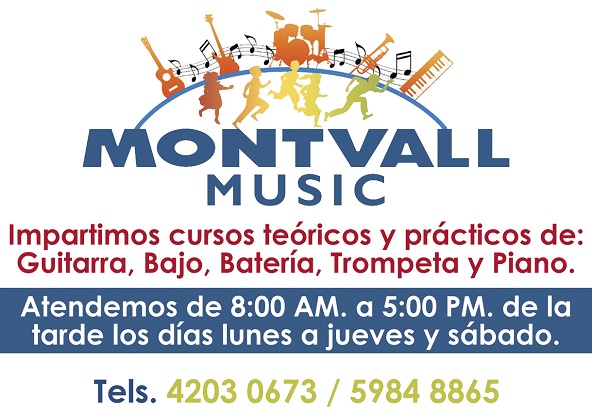 MONTVALL
MUSIC
Impartimos cursos teóricos y prácticos de:
Guitarra, Bajo, Batería, Trompeta y Piano.
Atendemos de 8:00 AM. a 5:00 PM. de la
tarde los días lunes a jueves y sábado.
Tels. 4203 0673 / 5984 8865